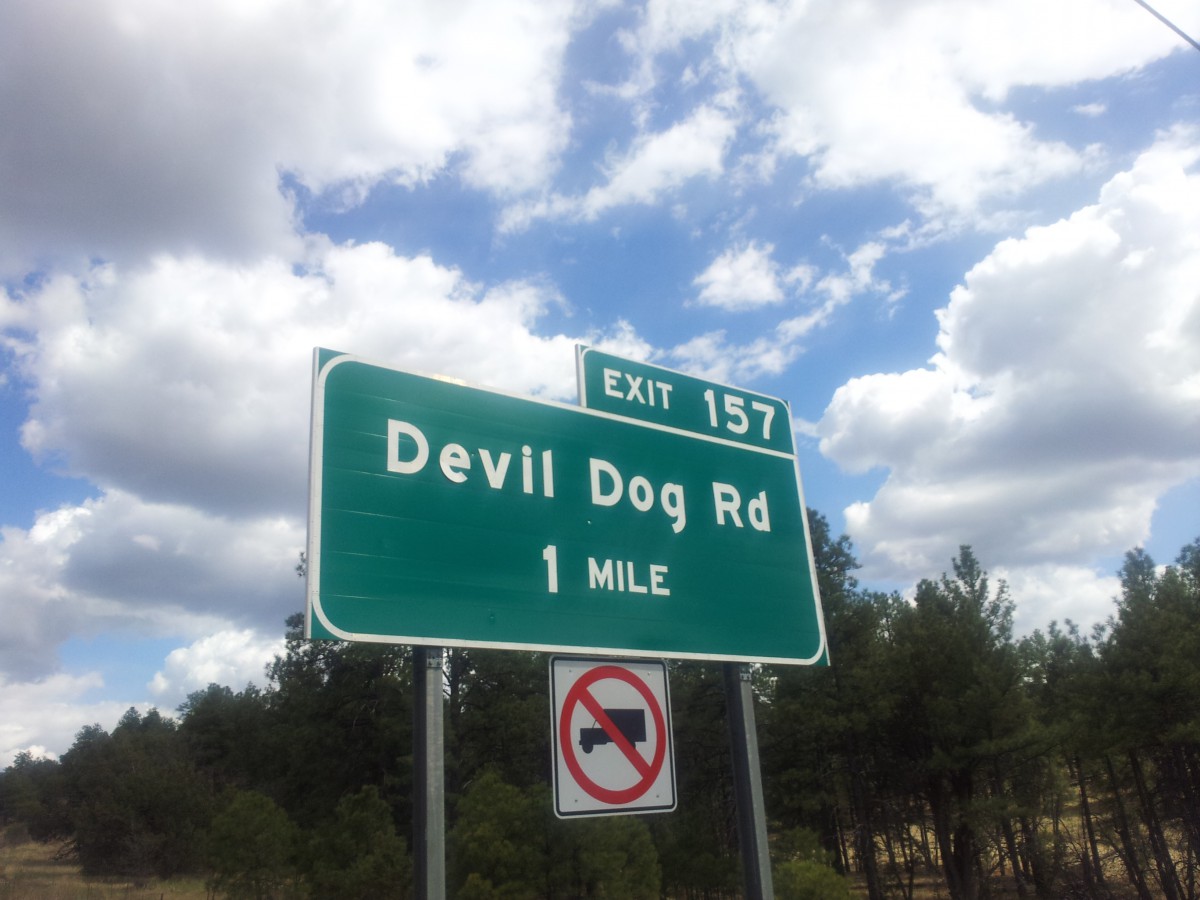 EXIT 157
Devil Dog Rd
1 MILE